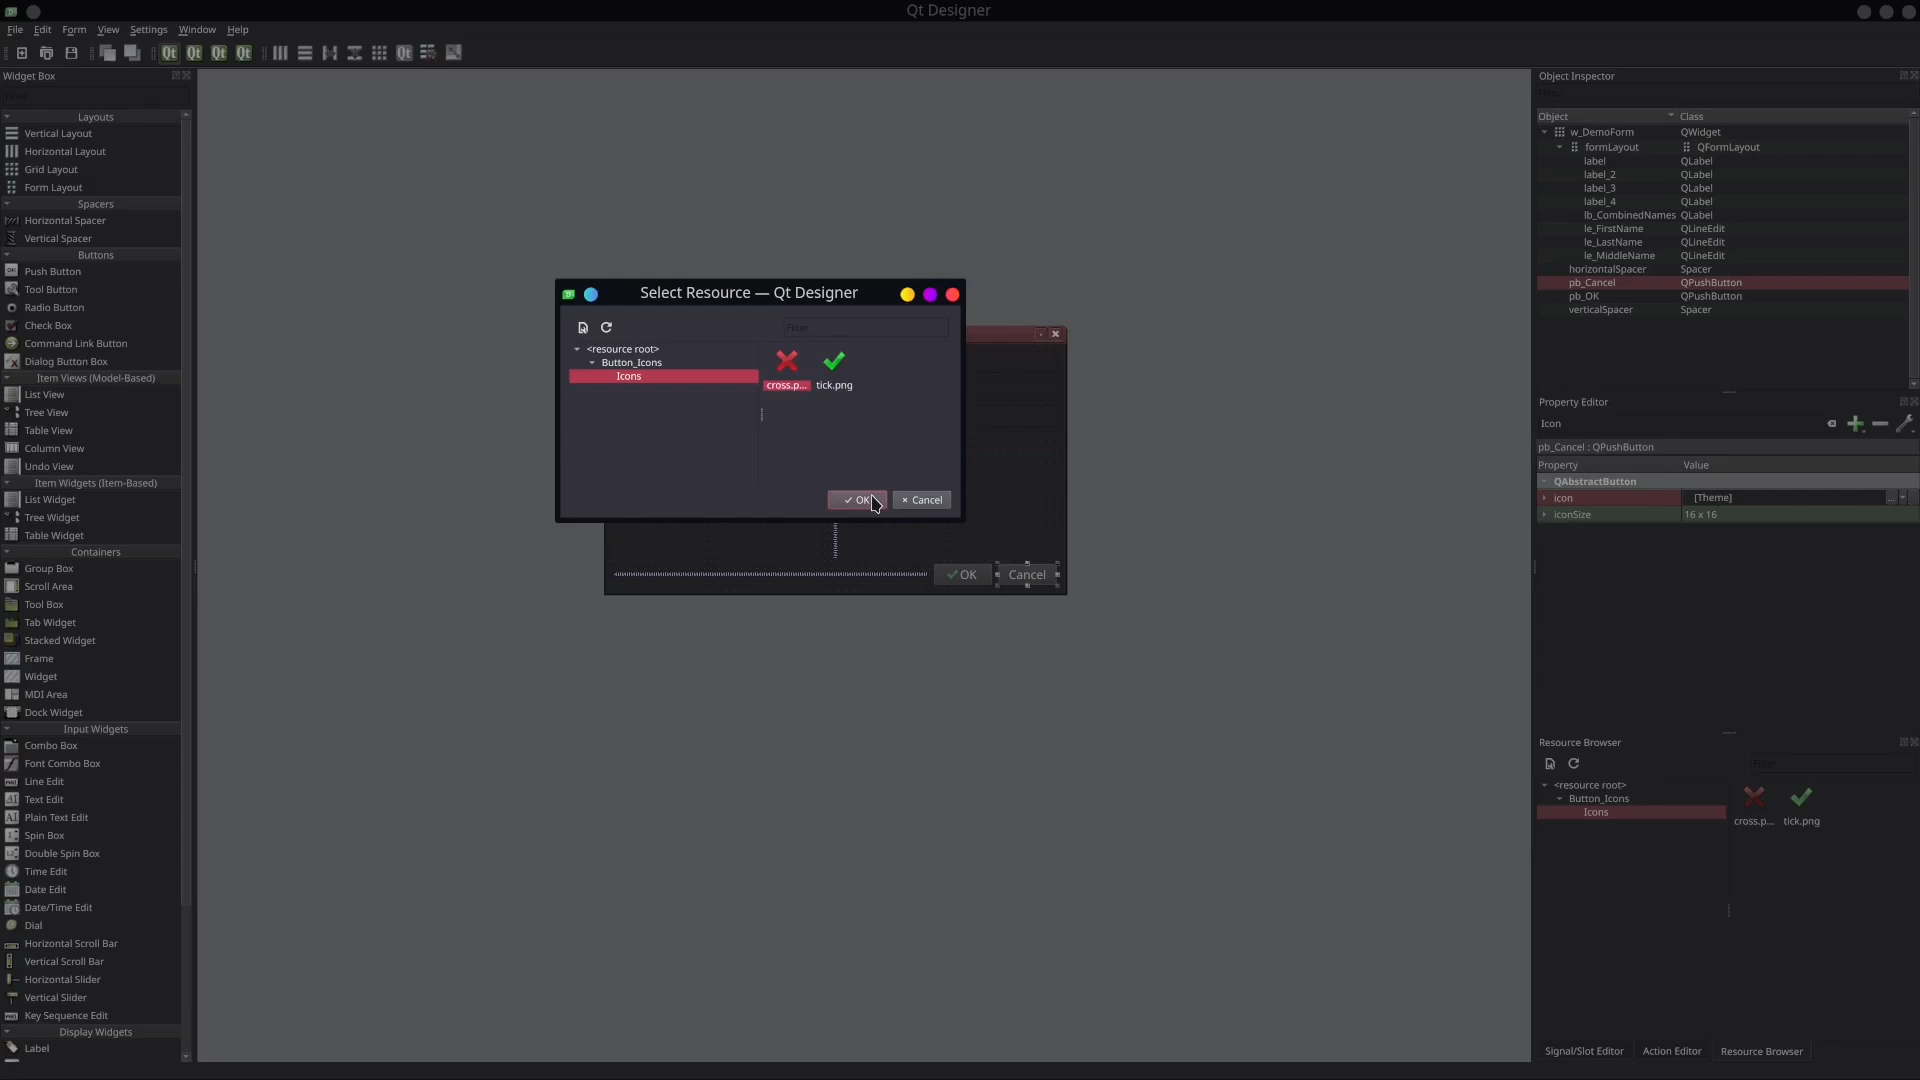 Qt Designer
File Edit Form View Settings Window Help
Qt Qt Qt Qt Qt
Widget Box
Filter
Layouts
Vertical Layout
Horizontal Layout
Grid Layout
Form Layout
Spacers
Horizontal Spacer
Vertical Spacer
Buttons
Push Button
Tool Button
Radio Button
Check Box
Command Link Button
Dialog Button Box
Item Views (Model-Based)
List View
Tree View
Table View
Column View
Undo View
Item Widgets (Item-Based)
List Widget
Tree Widget
Table Widget
Containers
Group Box
Scroll Area
Tool Box
Tab Widget
Stacked Widget
Frame
Widget
MDI Area
Dock Widget
Input Widgets
Combo Box
Font Combo Box
Line Edit
Text Edit
Plain Text Edit
Spin Box
Double Spin Box
Time Edit
Date Edit
Date/Time Edit
Dial
Horizontal Scroll Bar
Vertical Scroll Bar
Horizontal Slider
Vertical Slider
Key Sequence Edit
Display Widgets
Label
Select Resource — Qt Designer
Filter
<resource root>
Button_Icons
Icons
cross.p... tick.png
OK Cancel
OK Cancel
Object Inspector
Filter
Object Class
w_DemoForm QWidget
formLayout QFormLayout
label QLabel
label_2 QLabel
label_3 QLabel
label_4 QLabel
lb_CombinedNames QLabel
le_FirstName QLineEdit
le_LastName QLineEdit
le_MiddleName QLineEdit
horizontalSpacer Spacer
pb_Cancel QPushButton
pb_OK QPushButton
verticalSpacer Spacer
Property Editor
Icon
pb_Cancel : QPushButton
Property Value
QAbstractButton
icon [Theme] ...
iconSize 16 x 16
Resource Browser
Filter
<resource root>
Button_Icons
Icons
cross.p... tick.png
Signal/Slot Editor Action Editor Resource Browser